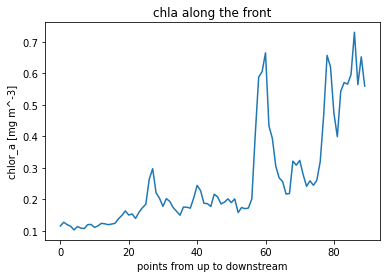 chla along the front
chlor_a [mg m^-3]
0.7
0.6
0.5
0.4
0.3
0.2
0.1
0 20 40 60 80
points from up to downstream